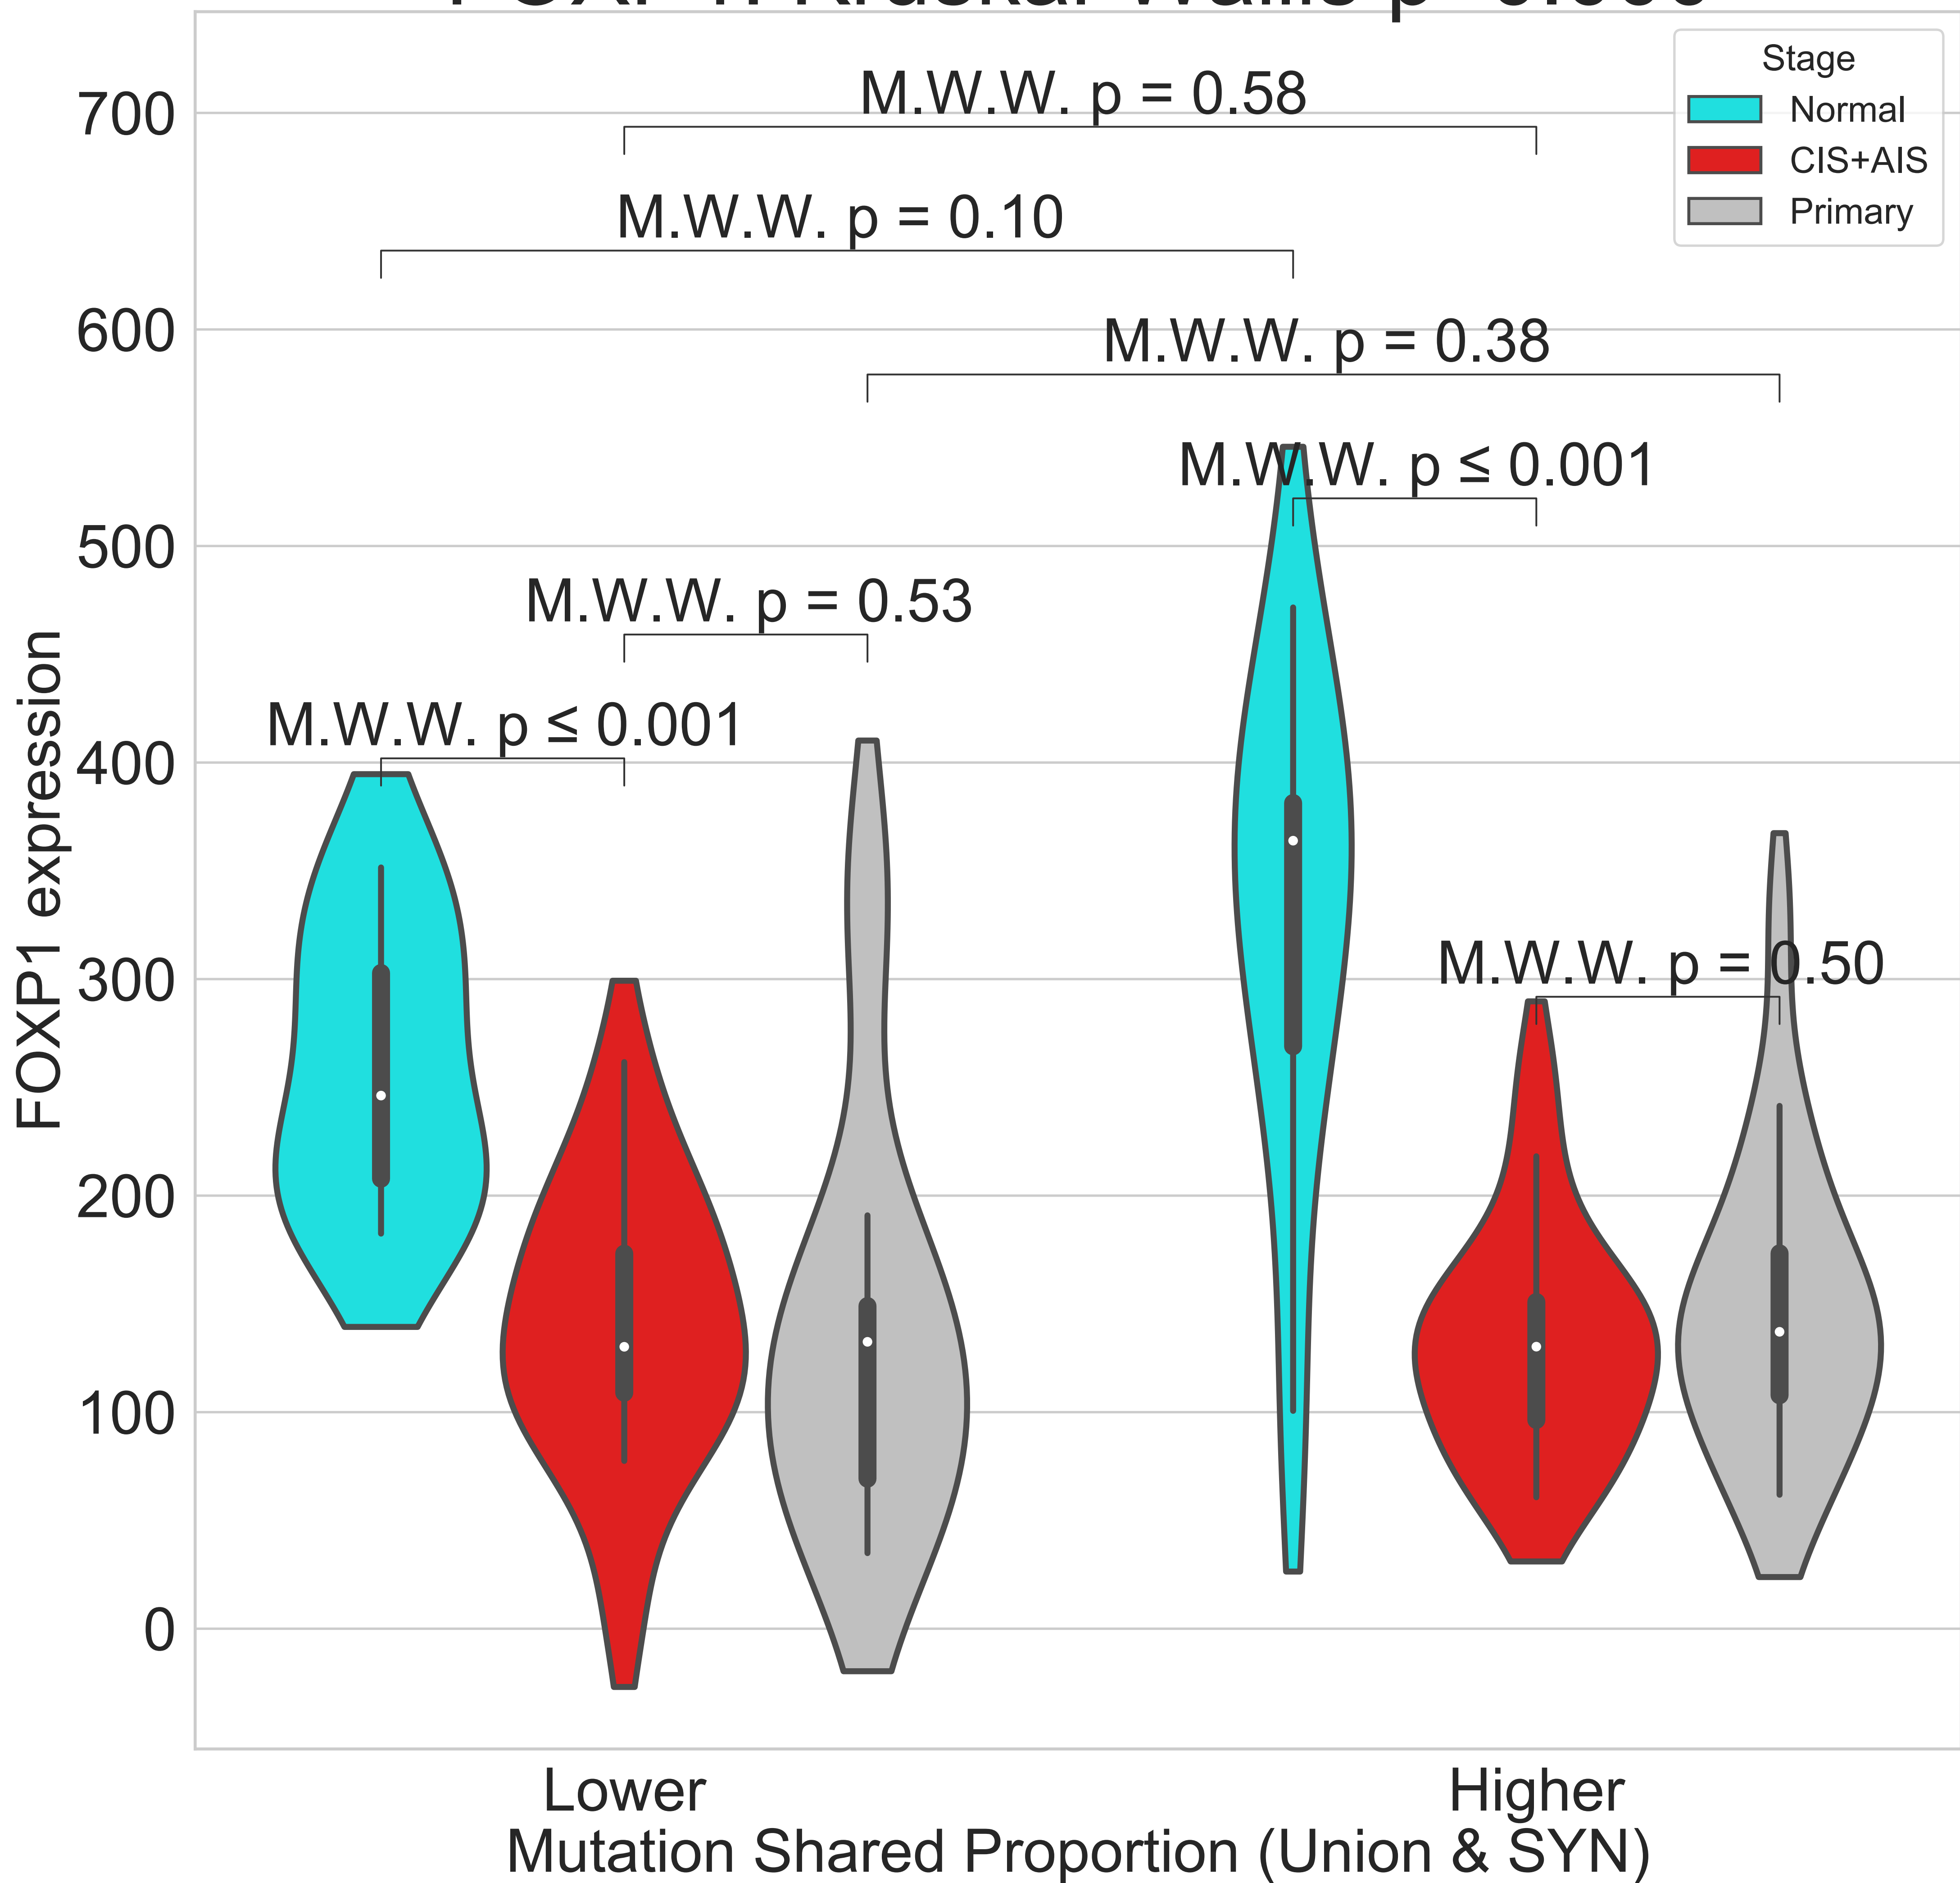 Stage
Normal
CIS+AIS
Primary
M.W.W. p = 0.58
M.W.W. p = 0.10
M.W.W. p = 0.38
M.W.W. p ≤ 0.001
M.W.W. p = 0.53
M.W.W. p ≤ 0.001
M.W.W. p = 0.50
700
600
500
400
300
200
100
0
FOXP1 expression
Lower
Higher
Mutation Shared Proportion (Union & SYN)